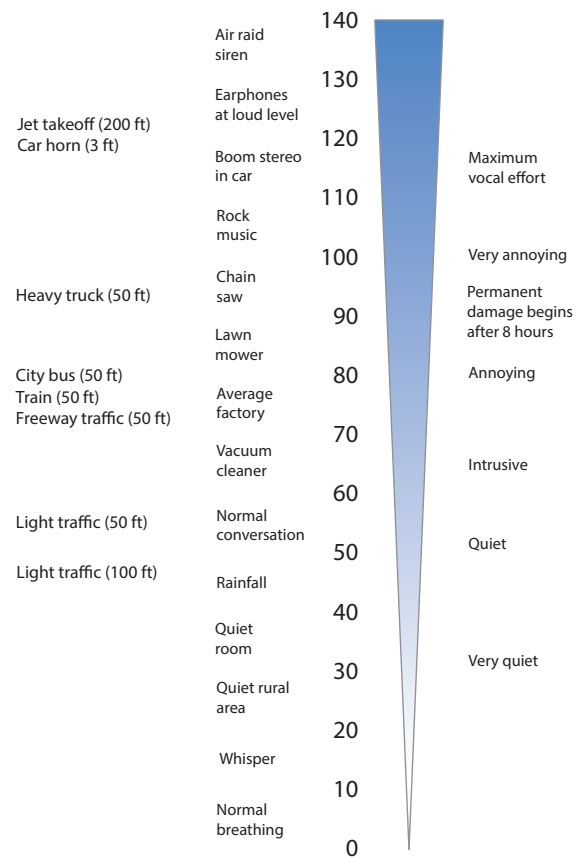 Jet takeoff (200 ft)
Car horn (3 ft)
Heavy truck (50 ft)
City bus (50 ft)
Train (50 ft)
Freeway traffic (50 ft)
Light traffic (50 ft)
Light traffic (100 ft)
Air raid
siren
Earphones
at loud level
Boom stereo
in car
Rock
music
Chain
saw
Lawn
mower
Average
factory
Vacuum
cleaner
Normal
conversation
Rainfall
Quiet
room
Quiet rural
area
Whisper
Normal
breathing
140
130
120
110
100
90
80
70
60
50
40
30
20
10
0
Maximum
vocal effort
Very annoying
Permanent
damage begins
after 8 hours
Annoying
Intrusive
Quiet
Very quiet